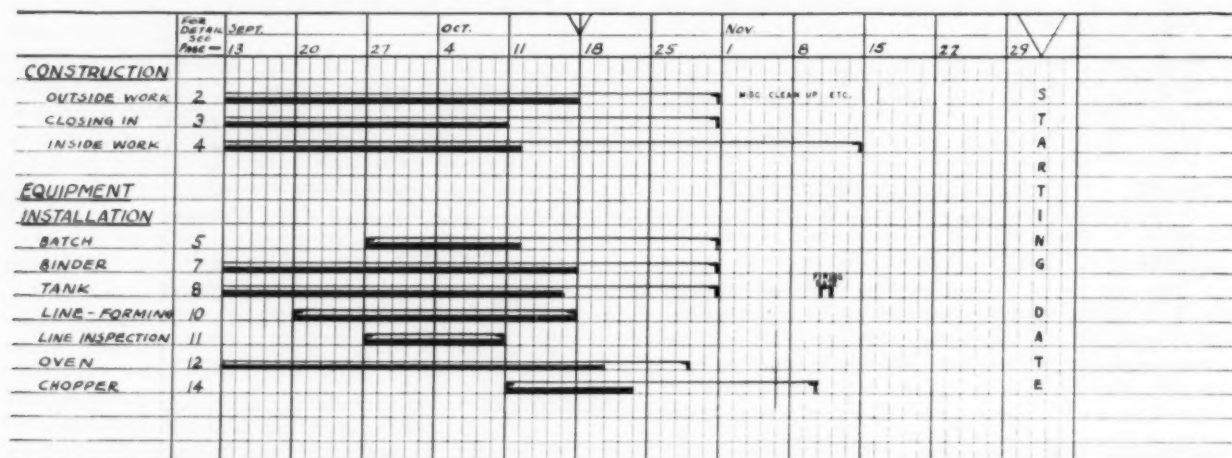 FOR
DETAIL SEPT. OCT. NOV
SEE
PAGE — 13 20 27 4 11 18 25 1 8 15 22 29
CONSTRUCTION
OUTSIDE WORK 2 MISC. CLEAN UP ETC.
CLOSING IN 3
INSIDE WORK 4
EQUIPMENT
INSTALLATION
BATCH 5
BINDER 7
TANK 8
LINE - FORMING 10
LINE INSPECTION 11
OVEN 12
CHOPPER 14
STARTING DATE